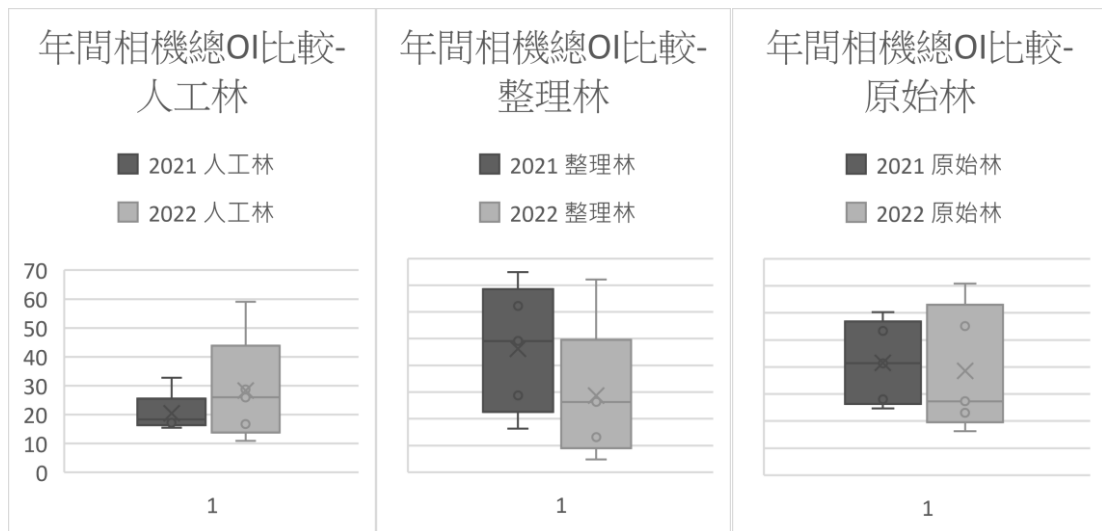 年間相機總OI比較-
人工林
2021 人工林
2022 人工林
70
60
50
40
30
20
10
0
1
年間相機總OI比較-
整理林
2021 整理林
2022 整理林
1
年間相機總OI比較-
原始林
2021 原始林
2022 原始林
1